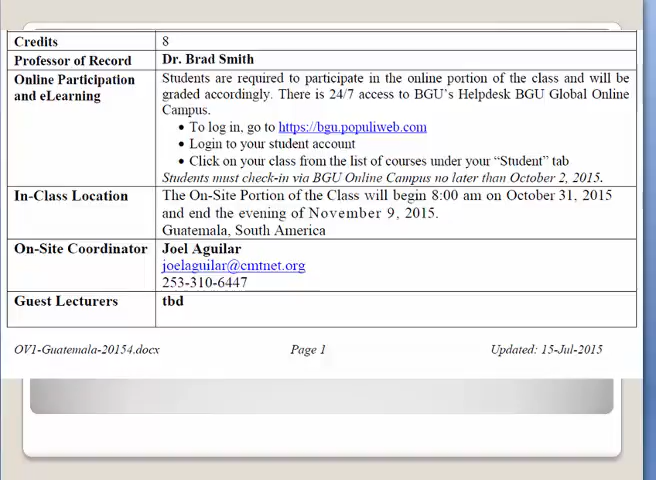 Credits 8
Professor of Record Dr. Brad Smith
Online Participation and eLearning
Students are required to participate in the online portion of the class and will be
graded accordingly. There is 24/7 access to BGU's Helpdesk BGU Global Online
Campus.
• To log in, go to https://bgu.populiweb.com
• Login to your student account
• Click on your class from the list of courses under your "Student" tab
Students must check-in via BGU Online Campus no later than October 2, 2015.
In-Class Location The On-Site Portion of the Class will begin 8:00 am on October 31, 2015
and end the evening of November 9, 2015.
Guatemala, South America
On-Site Coordinator Joel Aguilar
joelaguilar@cmtnet.org
253-310-6447
Guest Lecturers tbd
OV1-Guatemala-20154.docx Page 1 Updated: 15-Jul-2015